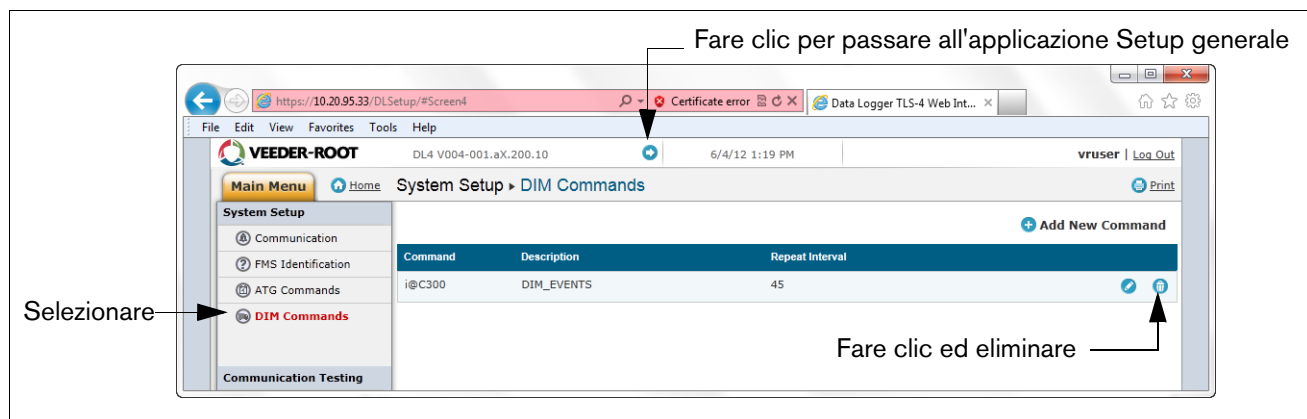 Fare clic per passare all'applicazione Setup generale
https://10.20.95.33/DLSetup/#Screen4
Certificate error
Data Logger TLS-4 Web Int...
File Edit View Favorites Tools Help
VEEDER-ROOT
DL4 V004-001.aX.200.10
6/4/12 1:19 PM
vruser | Log Out
Main Menu
Home
System Setup ▸ DIM Commands
Print
System Setup
Add New Command
Communication
Command Description Repeat Interval
FMS Identification
i@C300 DIM_EVENTS 45
ATG Commands
Selezionare
DIM Commands
Fare clic ed eliminare
Communication Testing